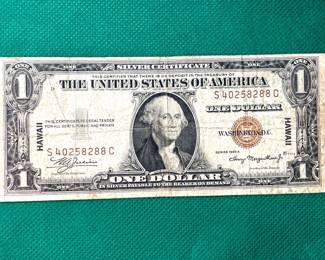 SILVER CERTIFICATE
THIS CERTIFIES THAT THERE IS ON DEPOSIT IN THE TREASURY OF
THE UNITED STATES OF AMERICA
S 40258288 C
ONE DOLLAR
THIS CERTIFICATE IS LEGAL TENDER
FOR ALL DEBTS, PUBLIC AND PRIVATE
WASHINGTON, D.C.
HAWAII
HAWAII
S 40258288 C
SERIES 1935 A
ONE DOLLAR
IN SILVER PAYABLE TO THE BEARER ON DEMAND
1
1
1
1